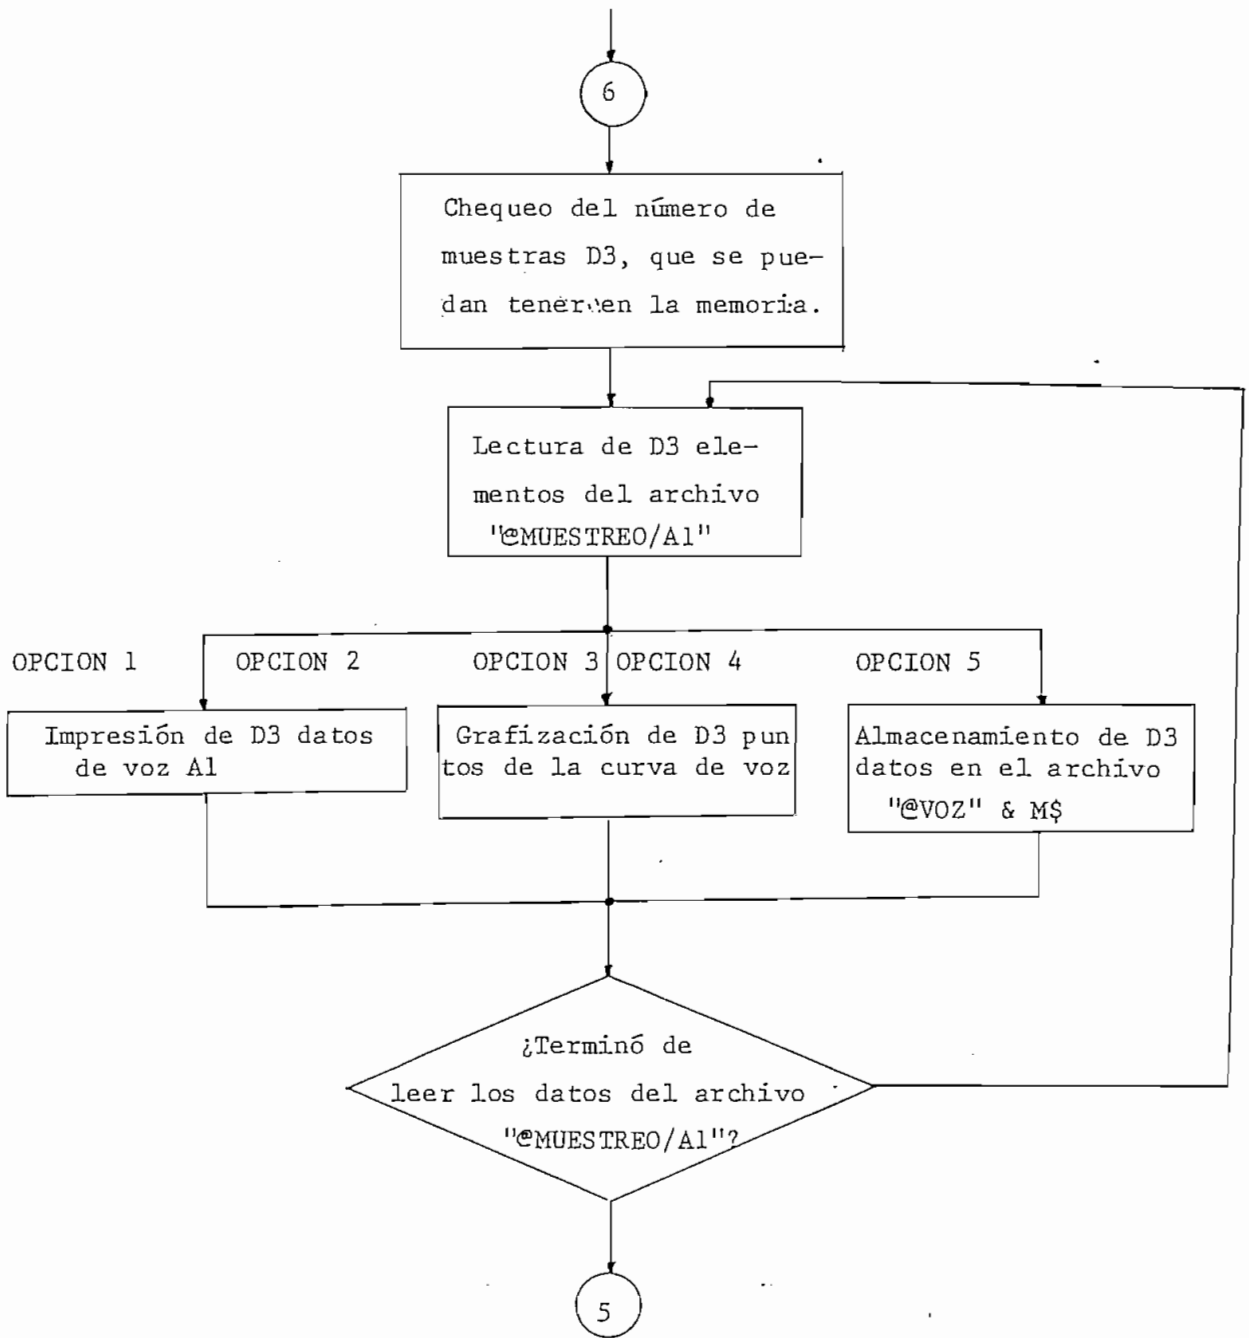 6
Chequeo del número de
muestras D3, que se pue-
dan tener en la memoria.
Lectura de D3 ele-
mentos del archivo
"@MUESTREO/A1"
OPCION 1
OPCION 2
OPCION 3
OPCION 4
OPCION 5
Impresión de D3 datos
de voz A1
Grafización de D3 pun
tos de la curva de voz
Almacenamiento de D3
datos en el archivo
"@VOZ" & M$
¿Terminó de
leer los datos del archivo
"@MUESTREO/A1"?
5